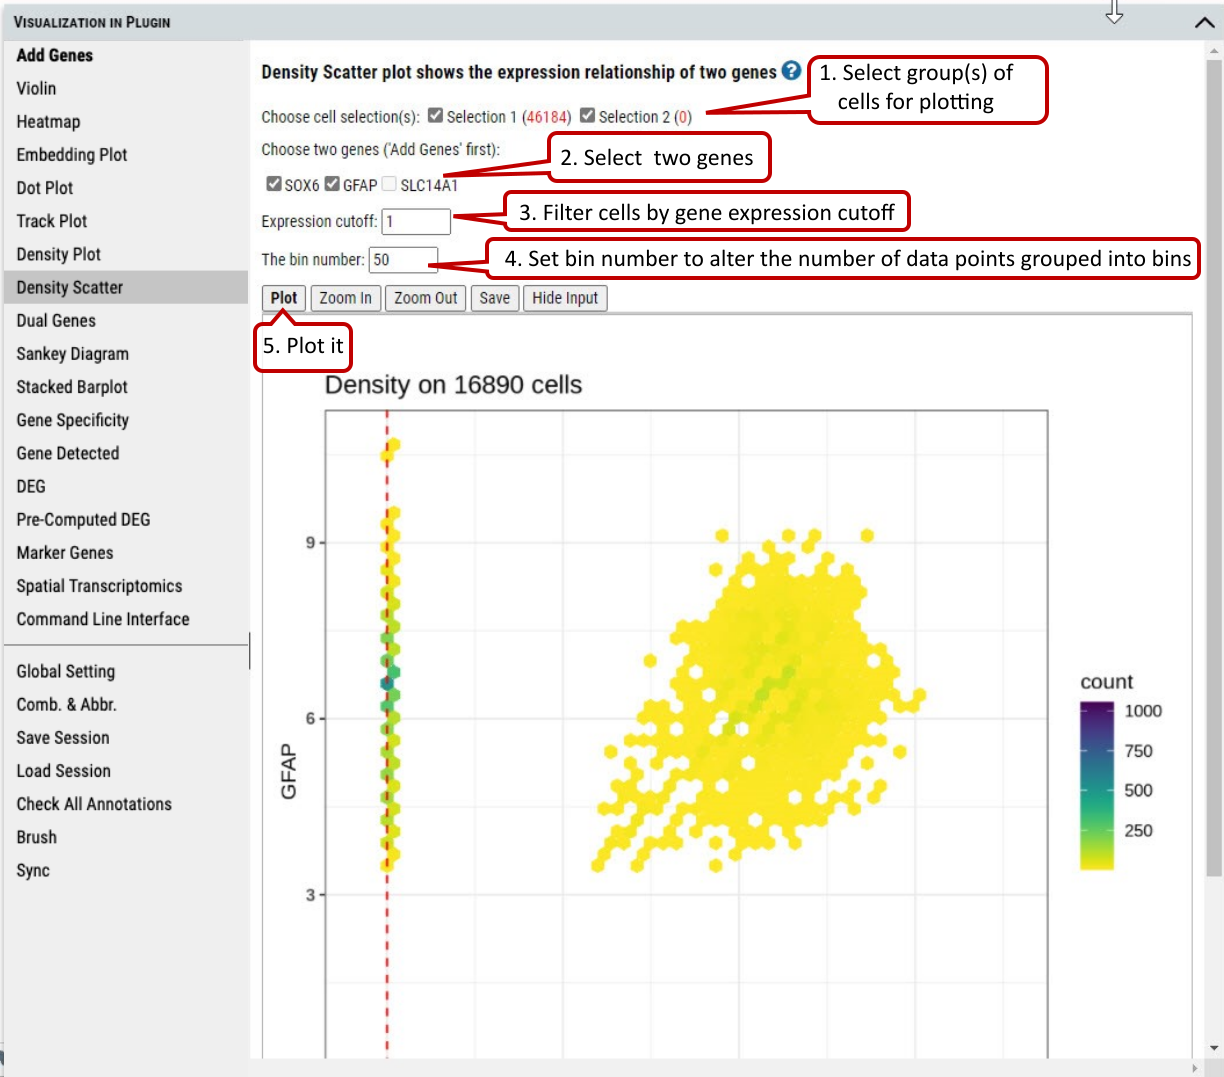 VISUALIZATION IN PLUGIN
Add Genes
Violin
Heatmap
Embedding Plot
Dot Plot
Track Plot
Density Plot
Density Scatter
Dual Genes
Sankey Diagram
Stacked Barplot
Gene Specificity
Gene Detected
DEG
Pre-Computed DEG
Marker Genes
Spatial Transcriptomics
Command Line Interface
Global Setting
Comb. & Abbr.
Save Session
Load Session
Check All Annotations
Brush
Sync
Density Scatter plot shows the expression relationship of two genes ?
1. Select group(s) of
cells for plotting
Choose cell selection(s): Selection 1 (46184) Selection 2 (0)
Choose two genes ('Add Genes' first):
2. Select two genes
SOX6 GFAP SLC14A1
Expression cutoff: 1
3. Filter cells by gene expression cutoff
The bin number: 50
4. Set bin number to alter the number of data points grouped into bins
Plot Zoom In Zoom Out Save Hide Input
5. Plot it
Density on 16890 cells
9
6
3
GFAP
count
1000
750
500
250